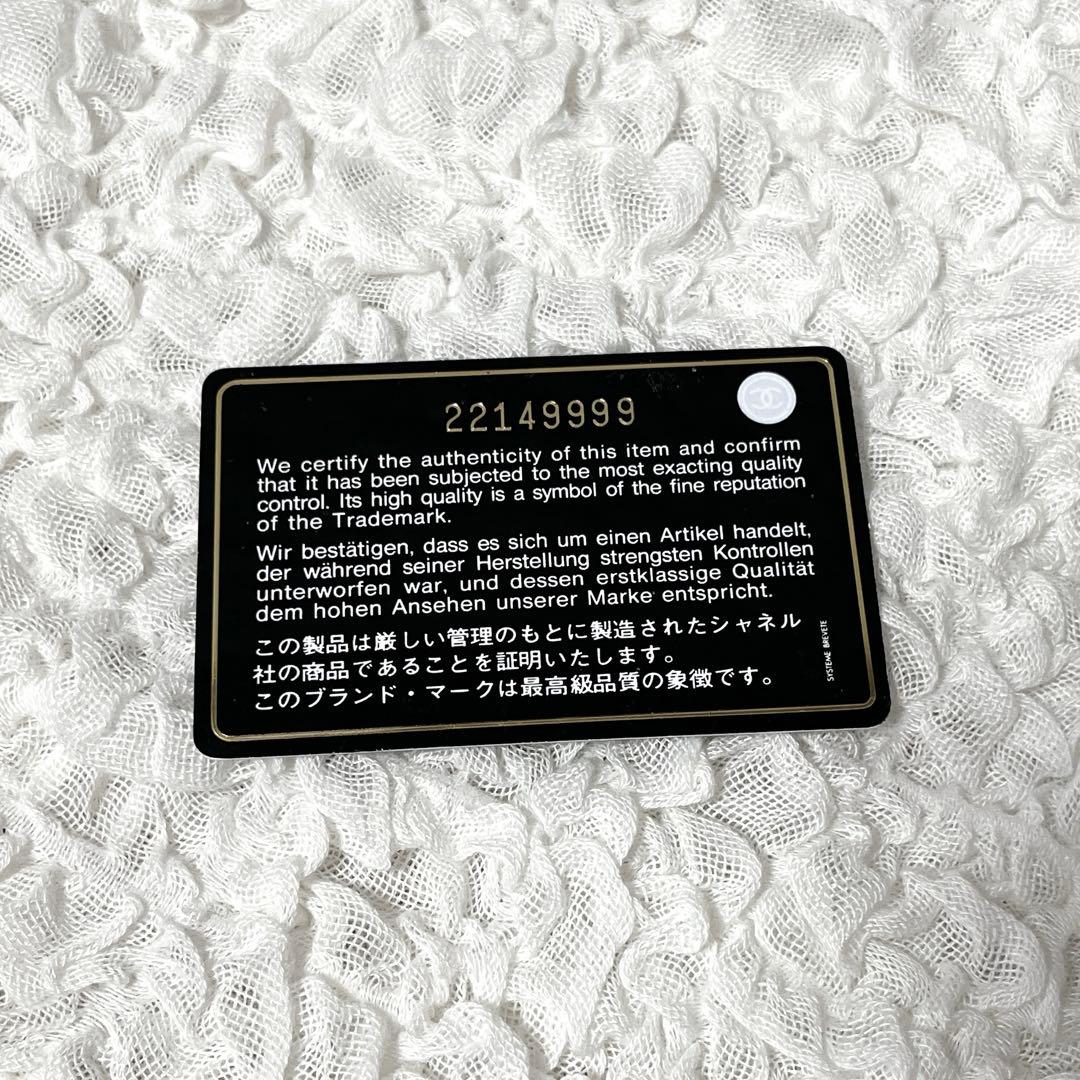 22149999
We certify the authenticity of this item and confirm
that it has been subjected to the most exacting quality
control. Its high quality is a symbol of the fine reputation
of the Trademark.
Wir bestätigen, dass es sich um einen Artikel handelt,
der während seiner Herstellung strengsten Kontrollen
unterworfen war, und dessen erstklassige Qualität
dem hohen Ansehen unserer Marke entspricht.
この製品は厳しい管理のもとに製造されたシャネル
社の商品であることを証明いたします。
このブランド・マークは最高級品質の象徴です。
SYSTEME BREVETE